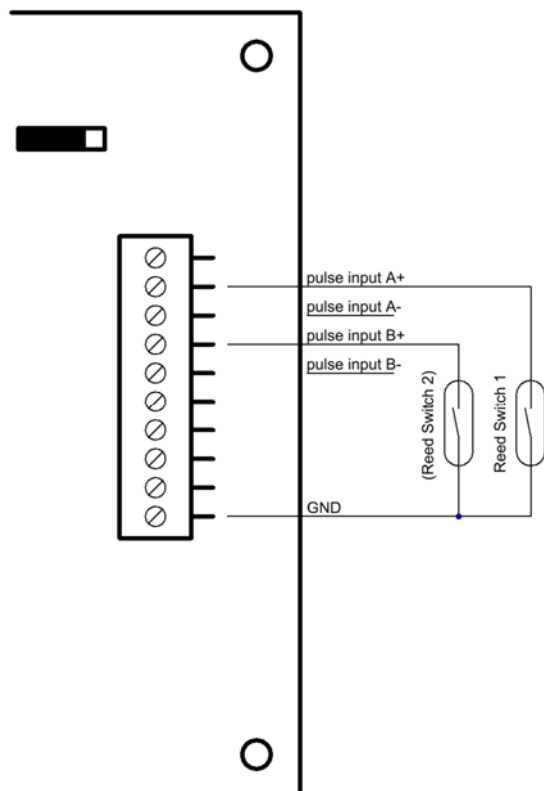 pulse input A+
pulse input A-
pulse input B+
pulse input B-
(Reed Switch 2)
Reed Switch 1
GND